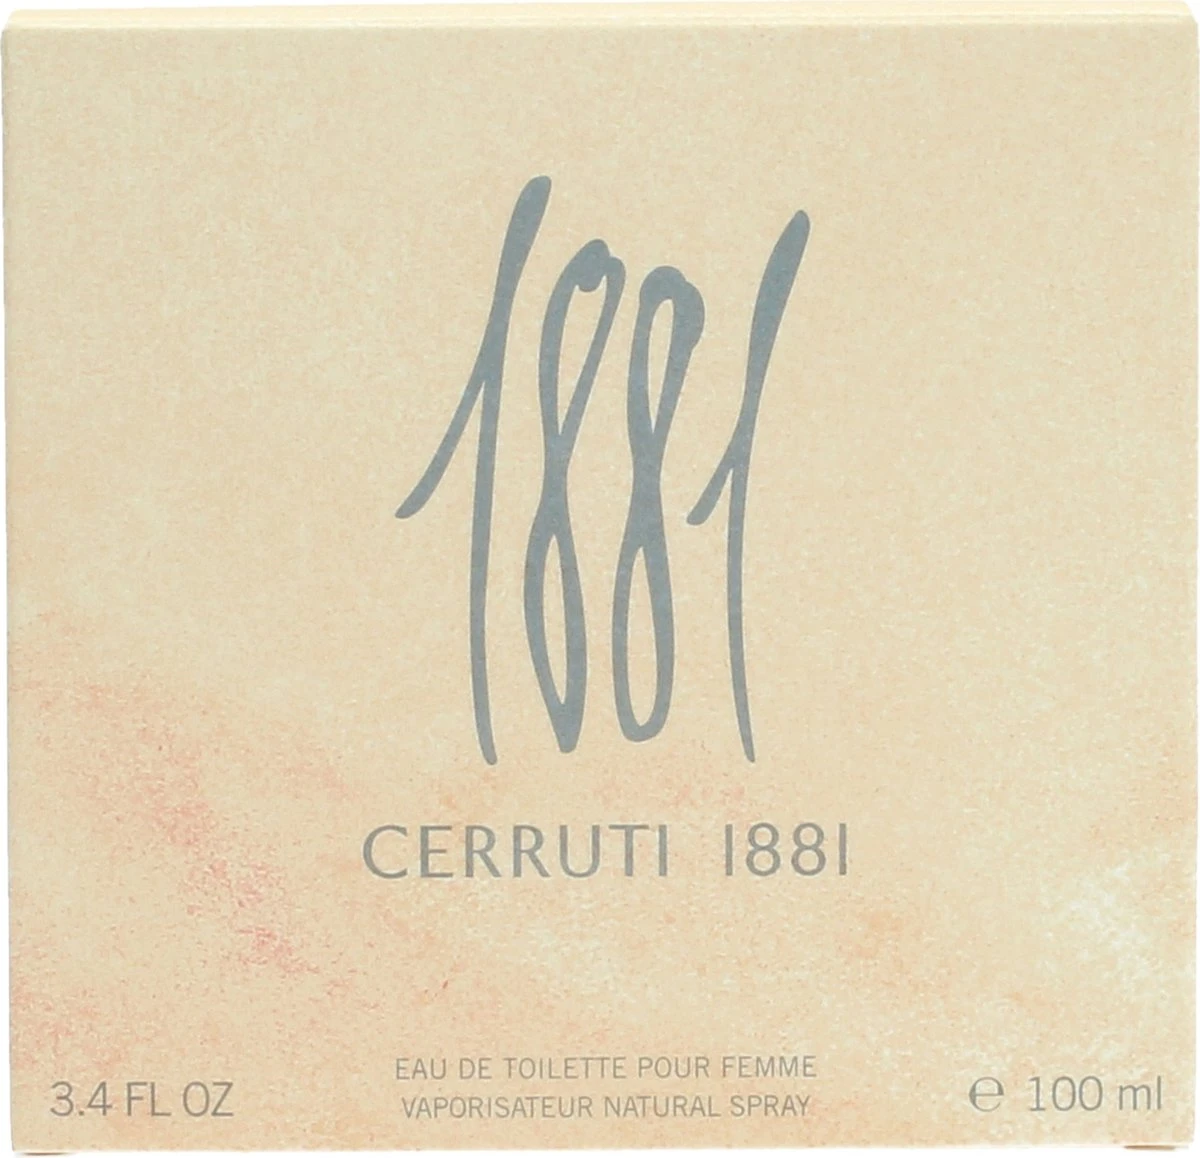 1881
CERRUTI 1881
EAU DE TOILETTE POUR FEMME
3.4 FL OZ VAPORISATEUR NATURAL SPRAY ℮ 100 ml